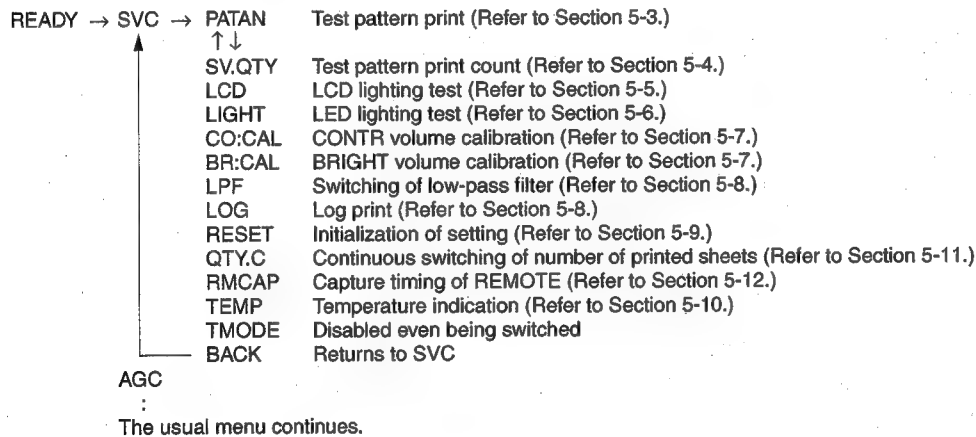 READY → SVC → PATAN Test pattern print (Refer to Section 5-3.)
↑↓
SV.QTY Test pattern print count (Refer to Section 5-4.)
LCD LCD lighting test (Refer to Section 5-5.)
LIGHT LED lighting test (Refer to Section 5-6.)
CO:CAL CONTR volume calibration (Refer to Section 5-7.)
BR:CAL BRIGHT volume calibration (Refer to Section 5-7.)
LPF Switching of low-pass filter (Refer to Section 5-8.)
LOG Log print (Refer to Section 5-8.)
RESET Initialization of setting (Refer to Section 5-9.)
QTY.C Continuous switching of number of printed sheets (Refer to Section 5-11.)
RMCAP Capture timing of REMOTE (Refer to Section 5-12.)
TEMP Temperature indication (Refer to Section 5-10.)
TMODE Disabled even being switched
BACK Returns to SVC
AGC
:
The usual menu continues.